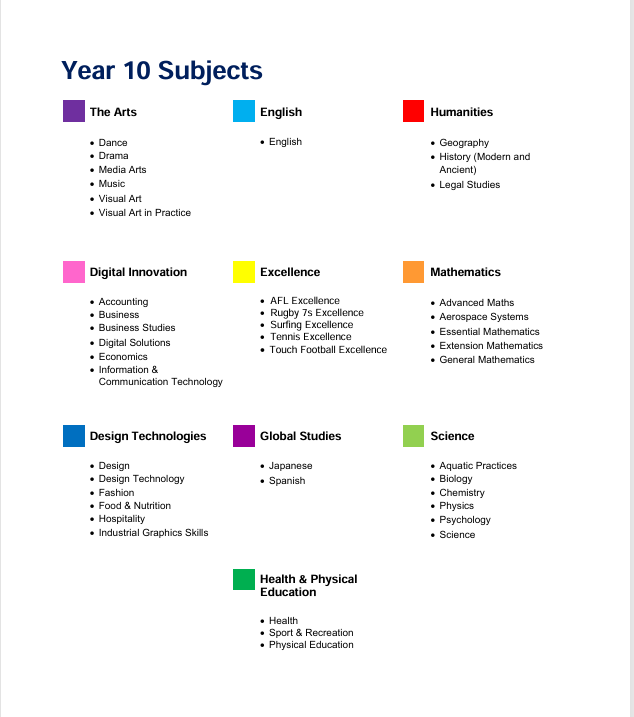 Year 10 Subjects
The Arts
• Dance
• Drama
• Media Arts
• Music
• Visual Art
• Visual Art in Practice
English
• English
Humanities
• Geography
• History (Modern and
Ancient)
• Legal Studies
Digital Innovation
• Accounting
• Business
• Business Studies
• Digital Solutions
• Economics
• Information &
Communication Technology
Excellence
• AFL Excellence
• Rugby 7s Excellence
• Surfing Excellence
• Tennis Excellence
• Touch Football Excellence
Mathematics
• Advanced Maths
• Aerospace Systems
• Essential Mathematics
• Extension Mathematics
• General Mathematics
Design Technologies
• Design
• Design Technology
• Fashion
• Food & Nutrition
• Hospitality
• Industrial Graphics Skills
Global Studies
• Japanese
• Spanish
Science
• Aquatic Practices
• Biology
• Chemistry
• Physics
• Psychology
• Science
Health & Physical
Education
• Health
• Sport & Recreation
• Physical Education